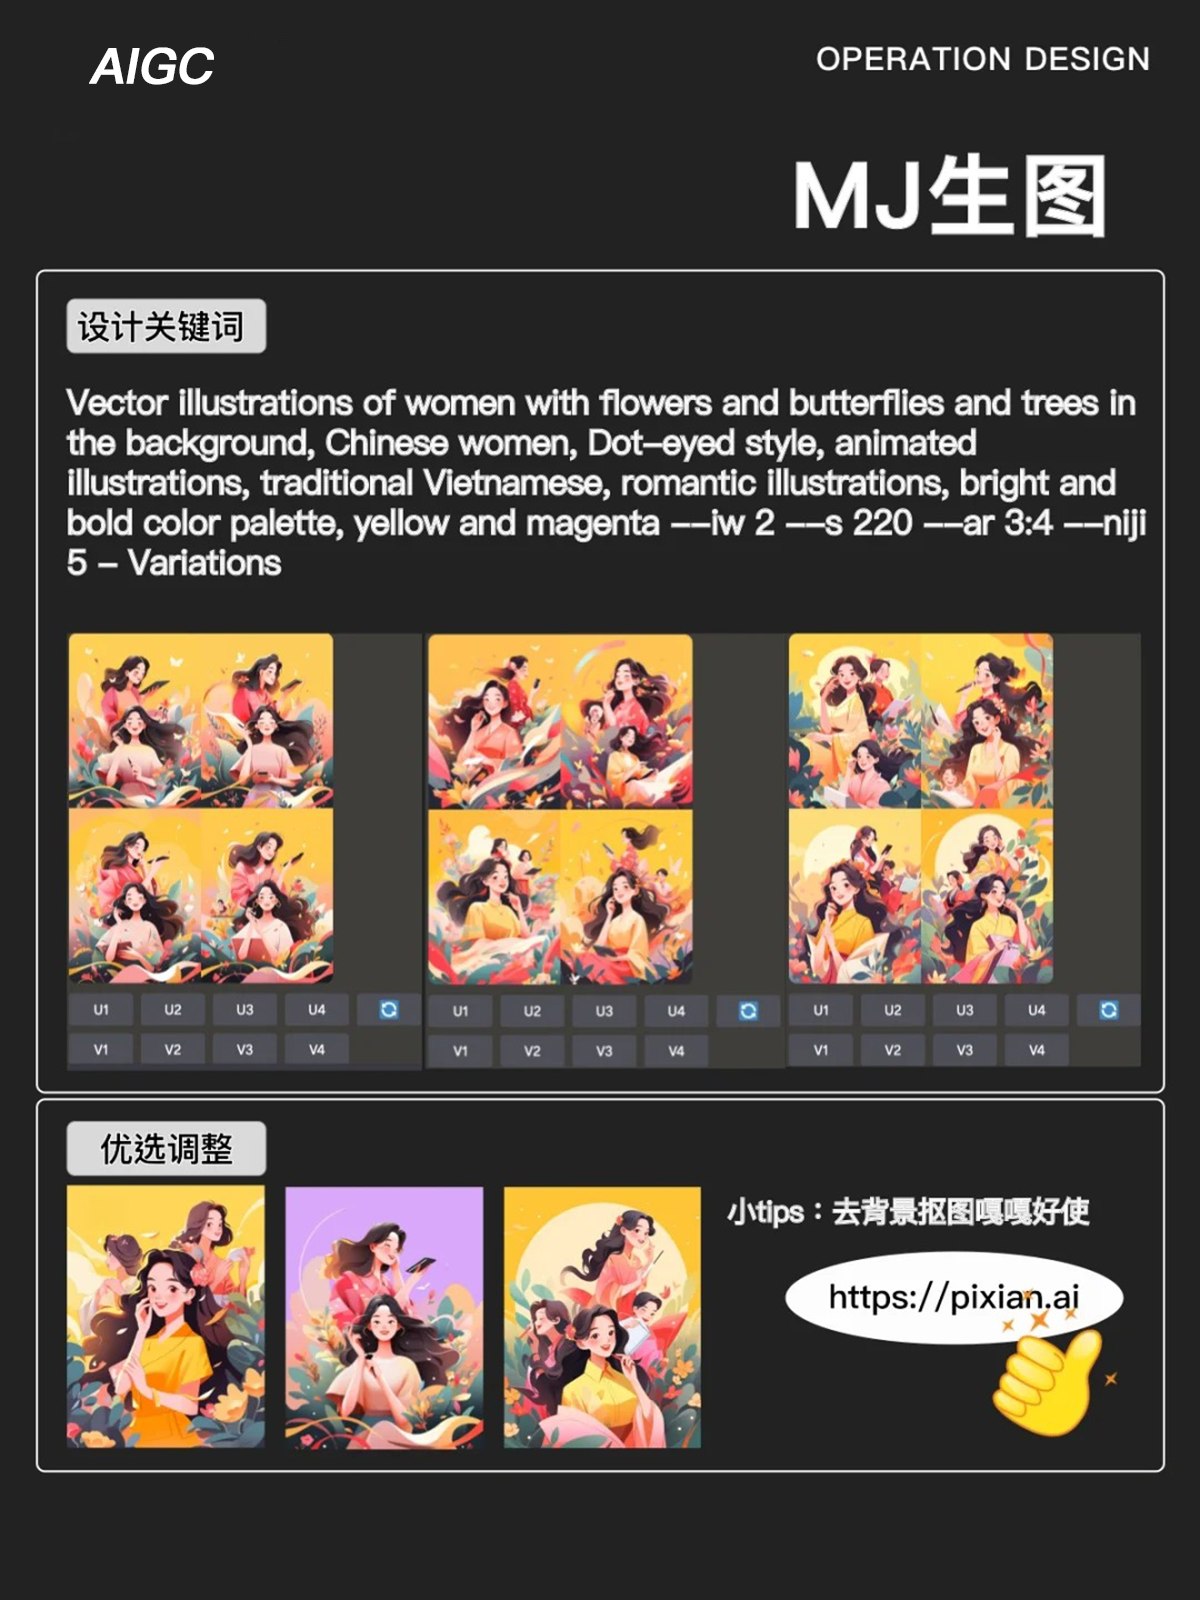 AIGC
OPERATION DESIGN
MJ生图
设计关键词
Vector illustrations of women with flowers and butterflies and trees in
the background, Chinese women, Dot-eyed style, animated
illustrations, traditional Vietnamese, romantic illustrations, bright and
bold color palette, yellow and magenta --iw 2 --s 220 --ar 3:4 --niji
5 - Variations
U1 U2 U3 U4
V1 V2 V3 V4
U1 U2 U3 U4
V1 V2 V3 V4
U1 U2 U3 U4
V1 V2 V3 V4
优选调整
小tips：去背景抠图嘎嘎好使
https://pixian.ai